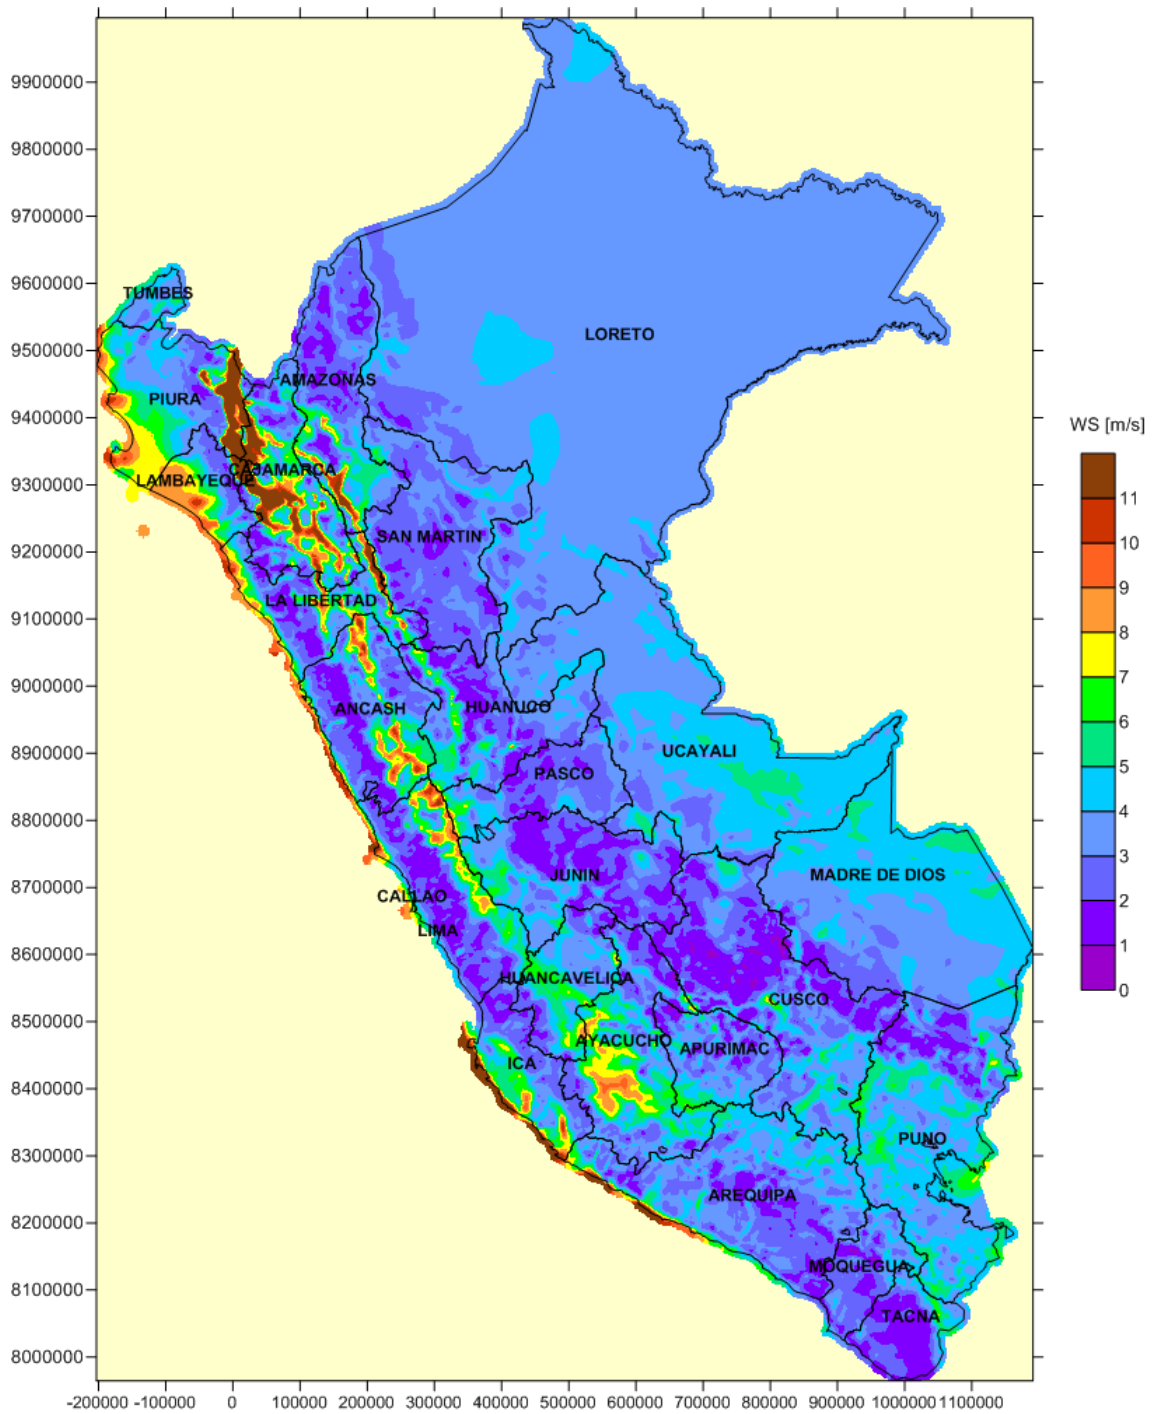 9900000
9800000
9700000
9600000
9500000
9400000
9300000
9200000
9100000
9000000
8900000
8800000
8700000
8600000
8500000
8400000
8300000
8200000
8100000
8000000
TUMBES
LORETO
AMAZONAS
PIURA
CAJAMARCA
LAMBAYEQUE
SAN MARTIN
LA LIBERTAD
ANCASH
HUANUCO
UCAYALI
PASCO
JUNIN
MADRE DE DIOS
CALLAO
LIMA
HUANCAVELICA
CUSCO
AYACUCHO
APURIMAC
ICA
PUNO
AREQUIPA
MOQUEGUA
TACNA
-200000 -100000 0 100000 200000 300000 400000 500000 600000 700000 800000 900000 1000000 1100000
WS [m/s]
11
10
9
8
7
6
5
4
3
2
1
0